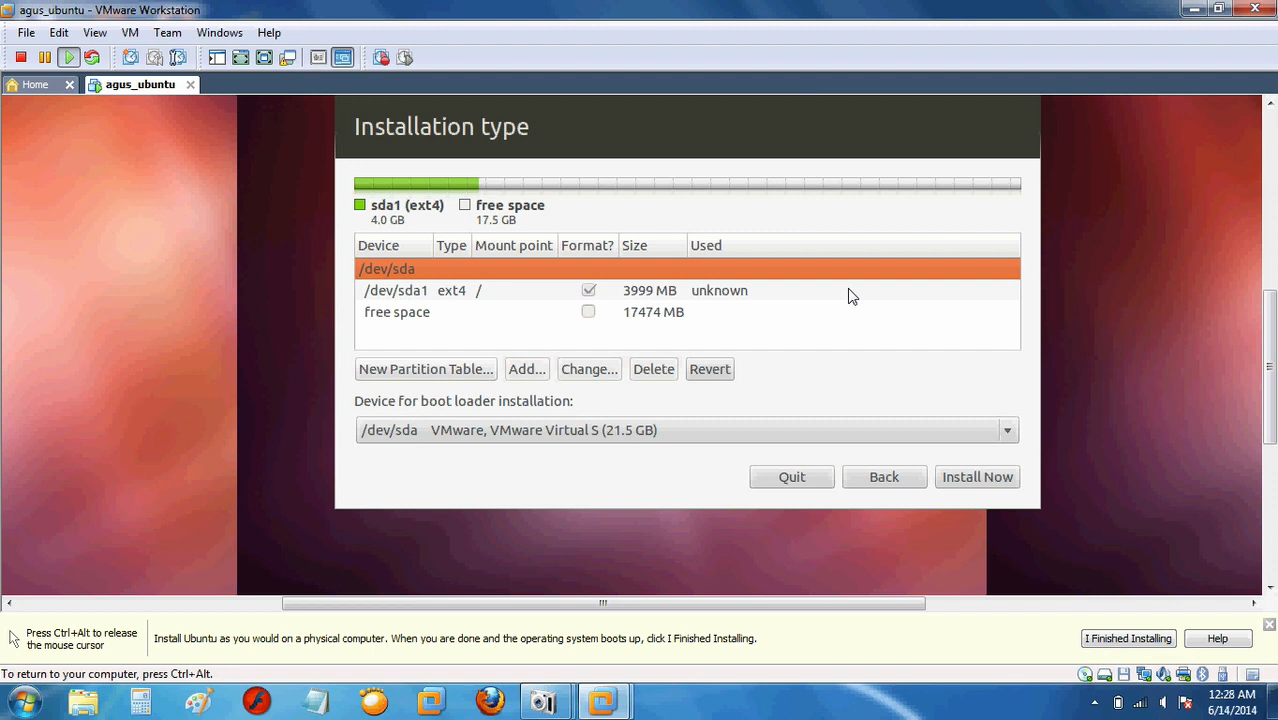 agus_ubuntu - VMware Workstation
File Edit View VM Team Windows Help
Home agus_ubuntu
Installation type
sda1 (ext4) free space
4.0 GB 17.5 GB
Device Type Mount point Format? Size Used
/dev/sda
/dev/sda1 ext4 / 3999 MB unknown
free space 17474 MB
New Partition Table... Add... Change... Delete Revert
Device for boot loader installation:
/dev/sda VMware, VMware Virtual S (21.5 GB)
Quit Back Install Now
Press Ctrl+Alt to release
the mouse cursor
Install Ubuntu as you would on a physical computer. When you are done and the operating system boots up, click I Finished Installing.
I Finished Installing Help
To return to your computer, press Ctrl+Alt.
12:28 AM
6/14/2014